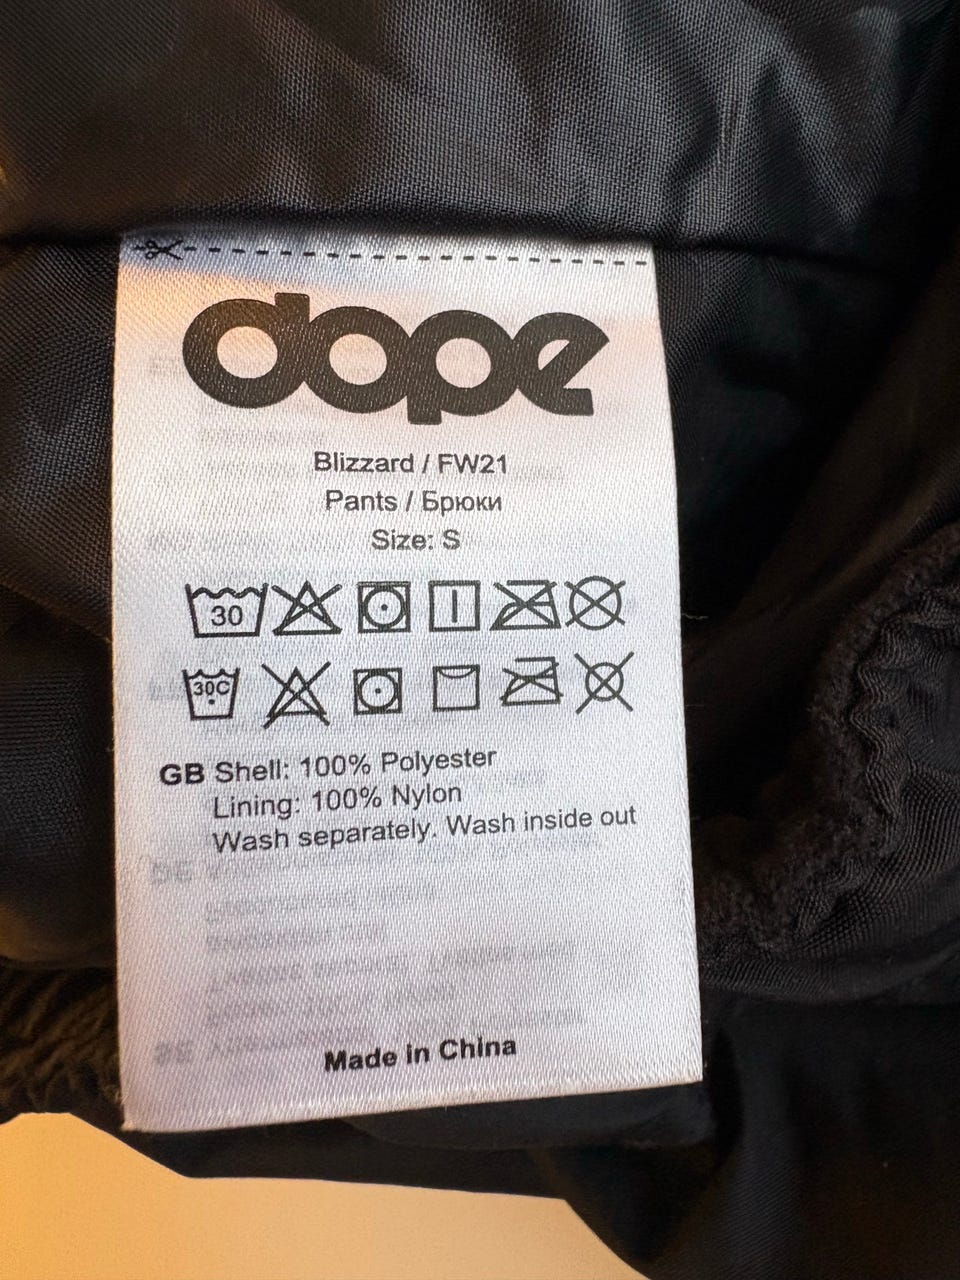 dope
Blizzard / FW21
Pants / Брюки
Size: S
30
30C
GB Shell: 100% Polyester
Lining: 100% Nylon
Wash separately. Wash inside out
Made in China